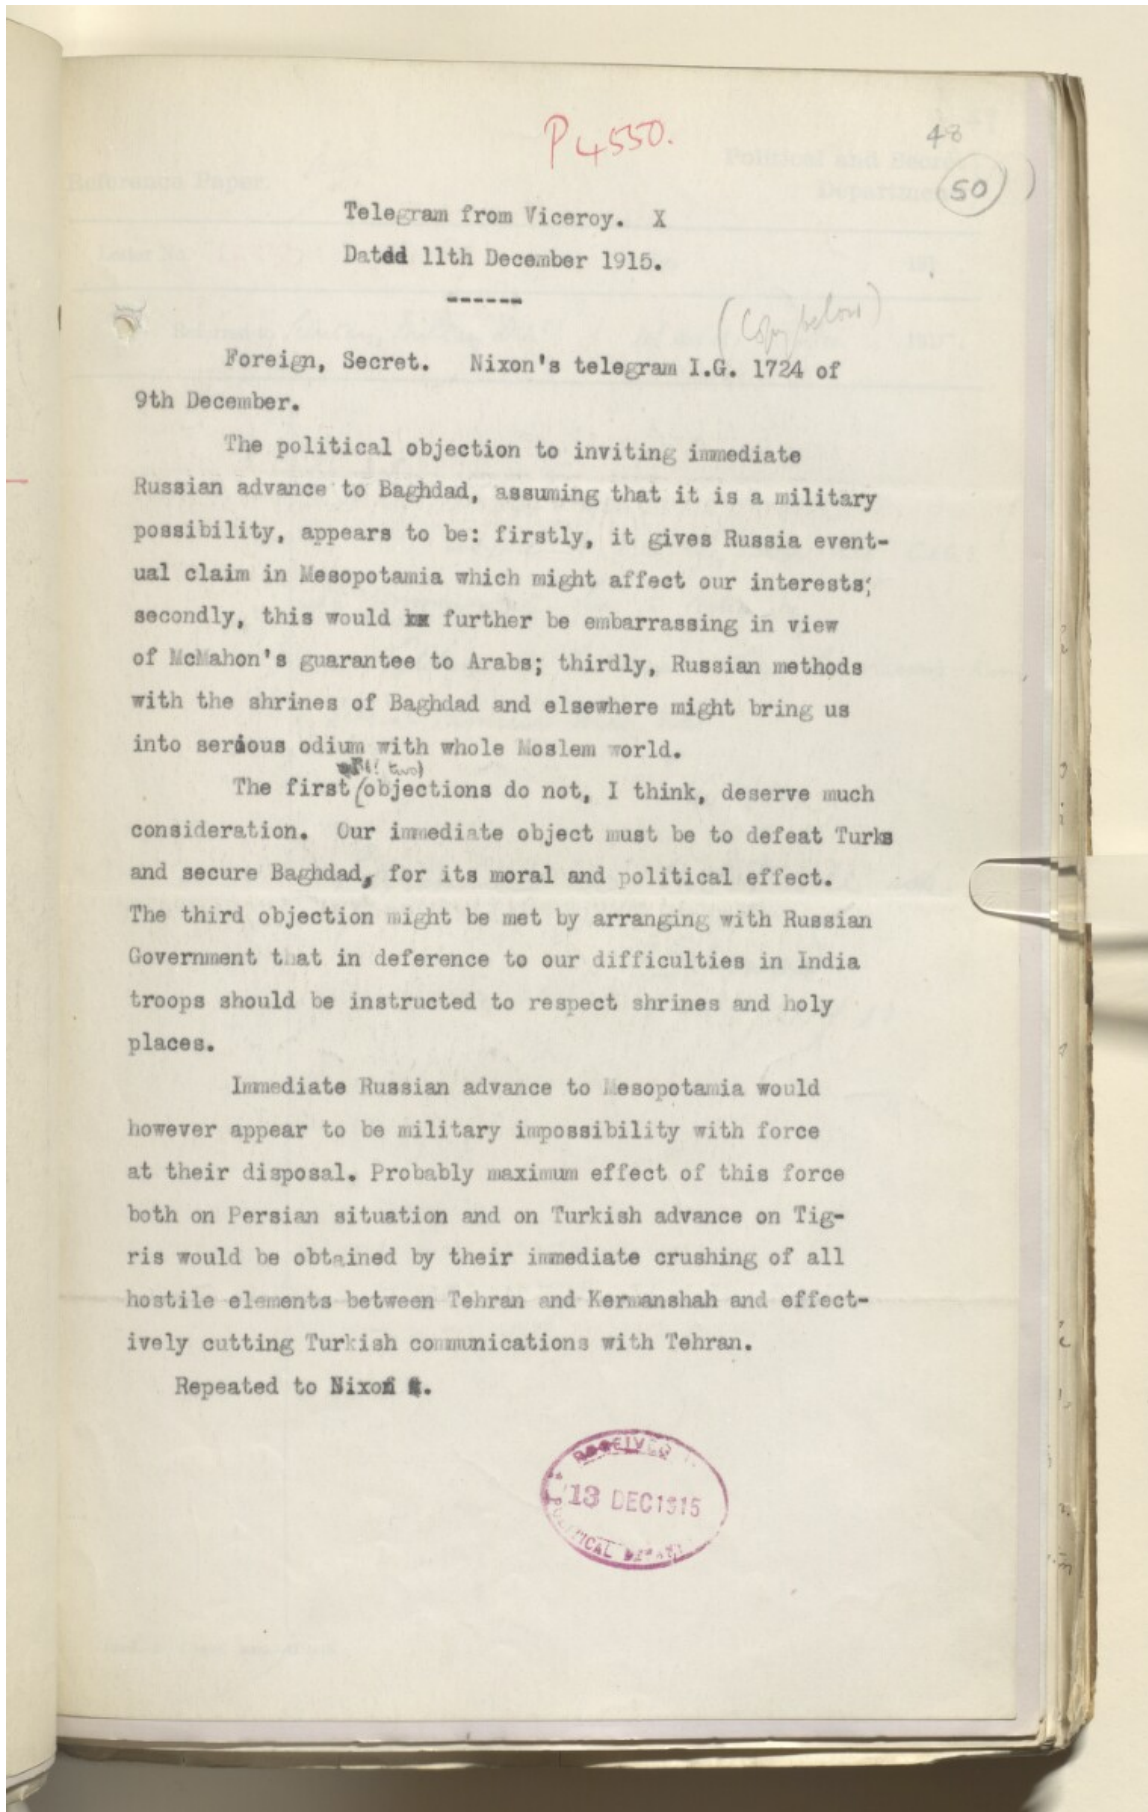 P 4550.
48
50
Telegram from Viceroy. X
Datdd 11th December 1915.
------
(Copy below)
Foreign, Secret. Nixon's telegram I.G. 1724 of
9th December.
The political objection to inviting immediate
Russian advance to Baghdad, assuming that it is a military
possibility, appears to be: firstly, it gives Russia event-
ual claim in Mesopotamia which might affect our interests;
secondly, this would further be embarrassing in view
of McMahon's guarantee to Arabs; thirdly, Russian methods
with the shrines of Baghdad and elsewhere might bring us
into serious odium with whole Moslem world.
(? two)
The first objections do not, I think, deserve much
consideration. Our immediate object must be to defeat Turks
and secure Baghdad, for its moral and political effect.
The third objection might be met by arranging with Russian
Government that in deference to our difficulties in India
troops should be instructed to respect shrines and holy
places.
Immediate Russian advance to Mesopotamia would
however appear to be military impossibility with force
at their disposal. Probably maximum effect of this force
both on Persian situation and on Turkish advance on Tig-
ris would be obtained by their immediate crushing of all
hostile elements between Tehran and Kermanshah and effect-
ively cutting Turkish communications with Tehran.
Repeated to Nixon.
RECEIVED
13 DEC 1915
POLITICAL DEPART